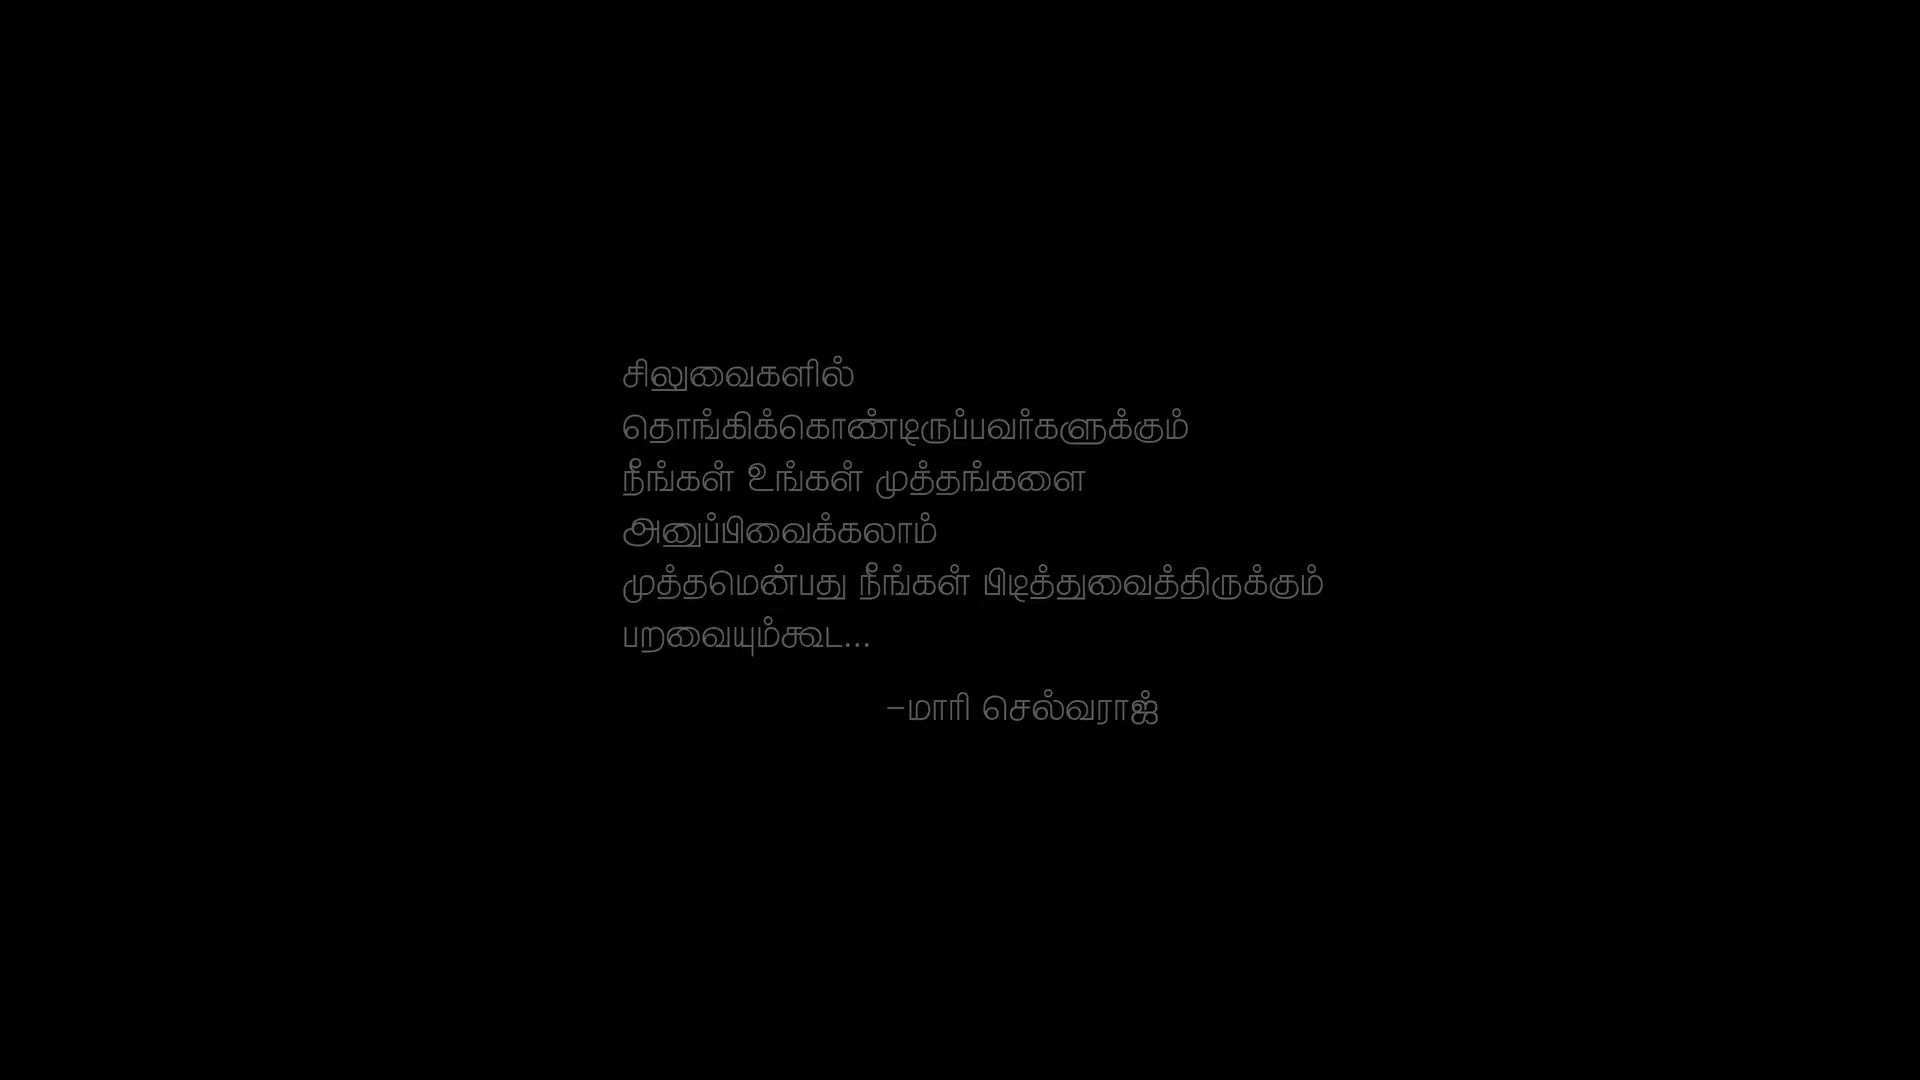 சிலுவைகளில்
தொங்கிக்கொண்டிருப்பவர்களுக்கும்
நீங்கள் உங்கள் முத்தங்களை
அனுப்பிவைக்கலாம்
முத்தமென்பது நீங்கள் பிடித்துவைத்திருக்கும்
பறவையும்கூட...
–மாரி செல்வராஜ்